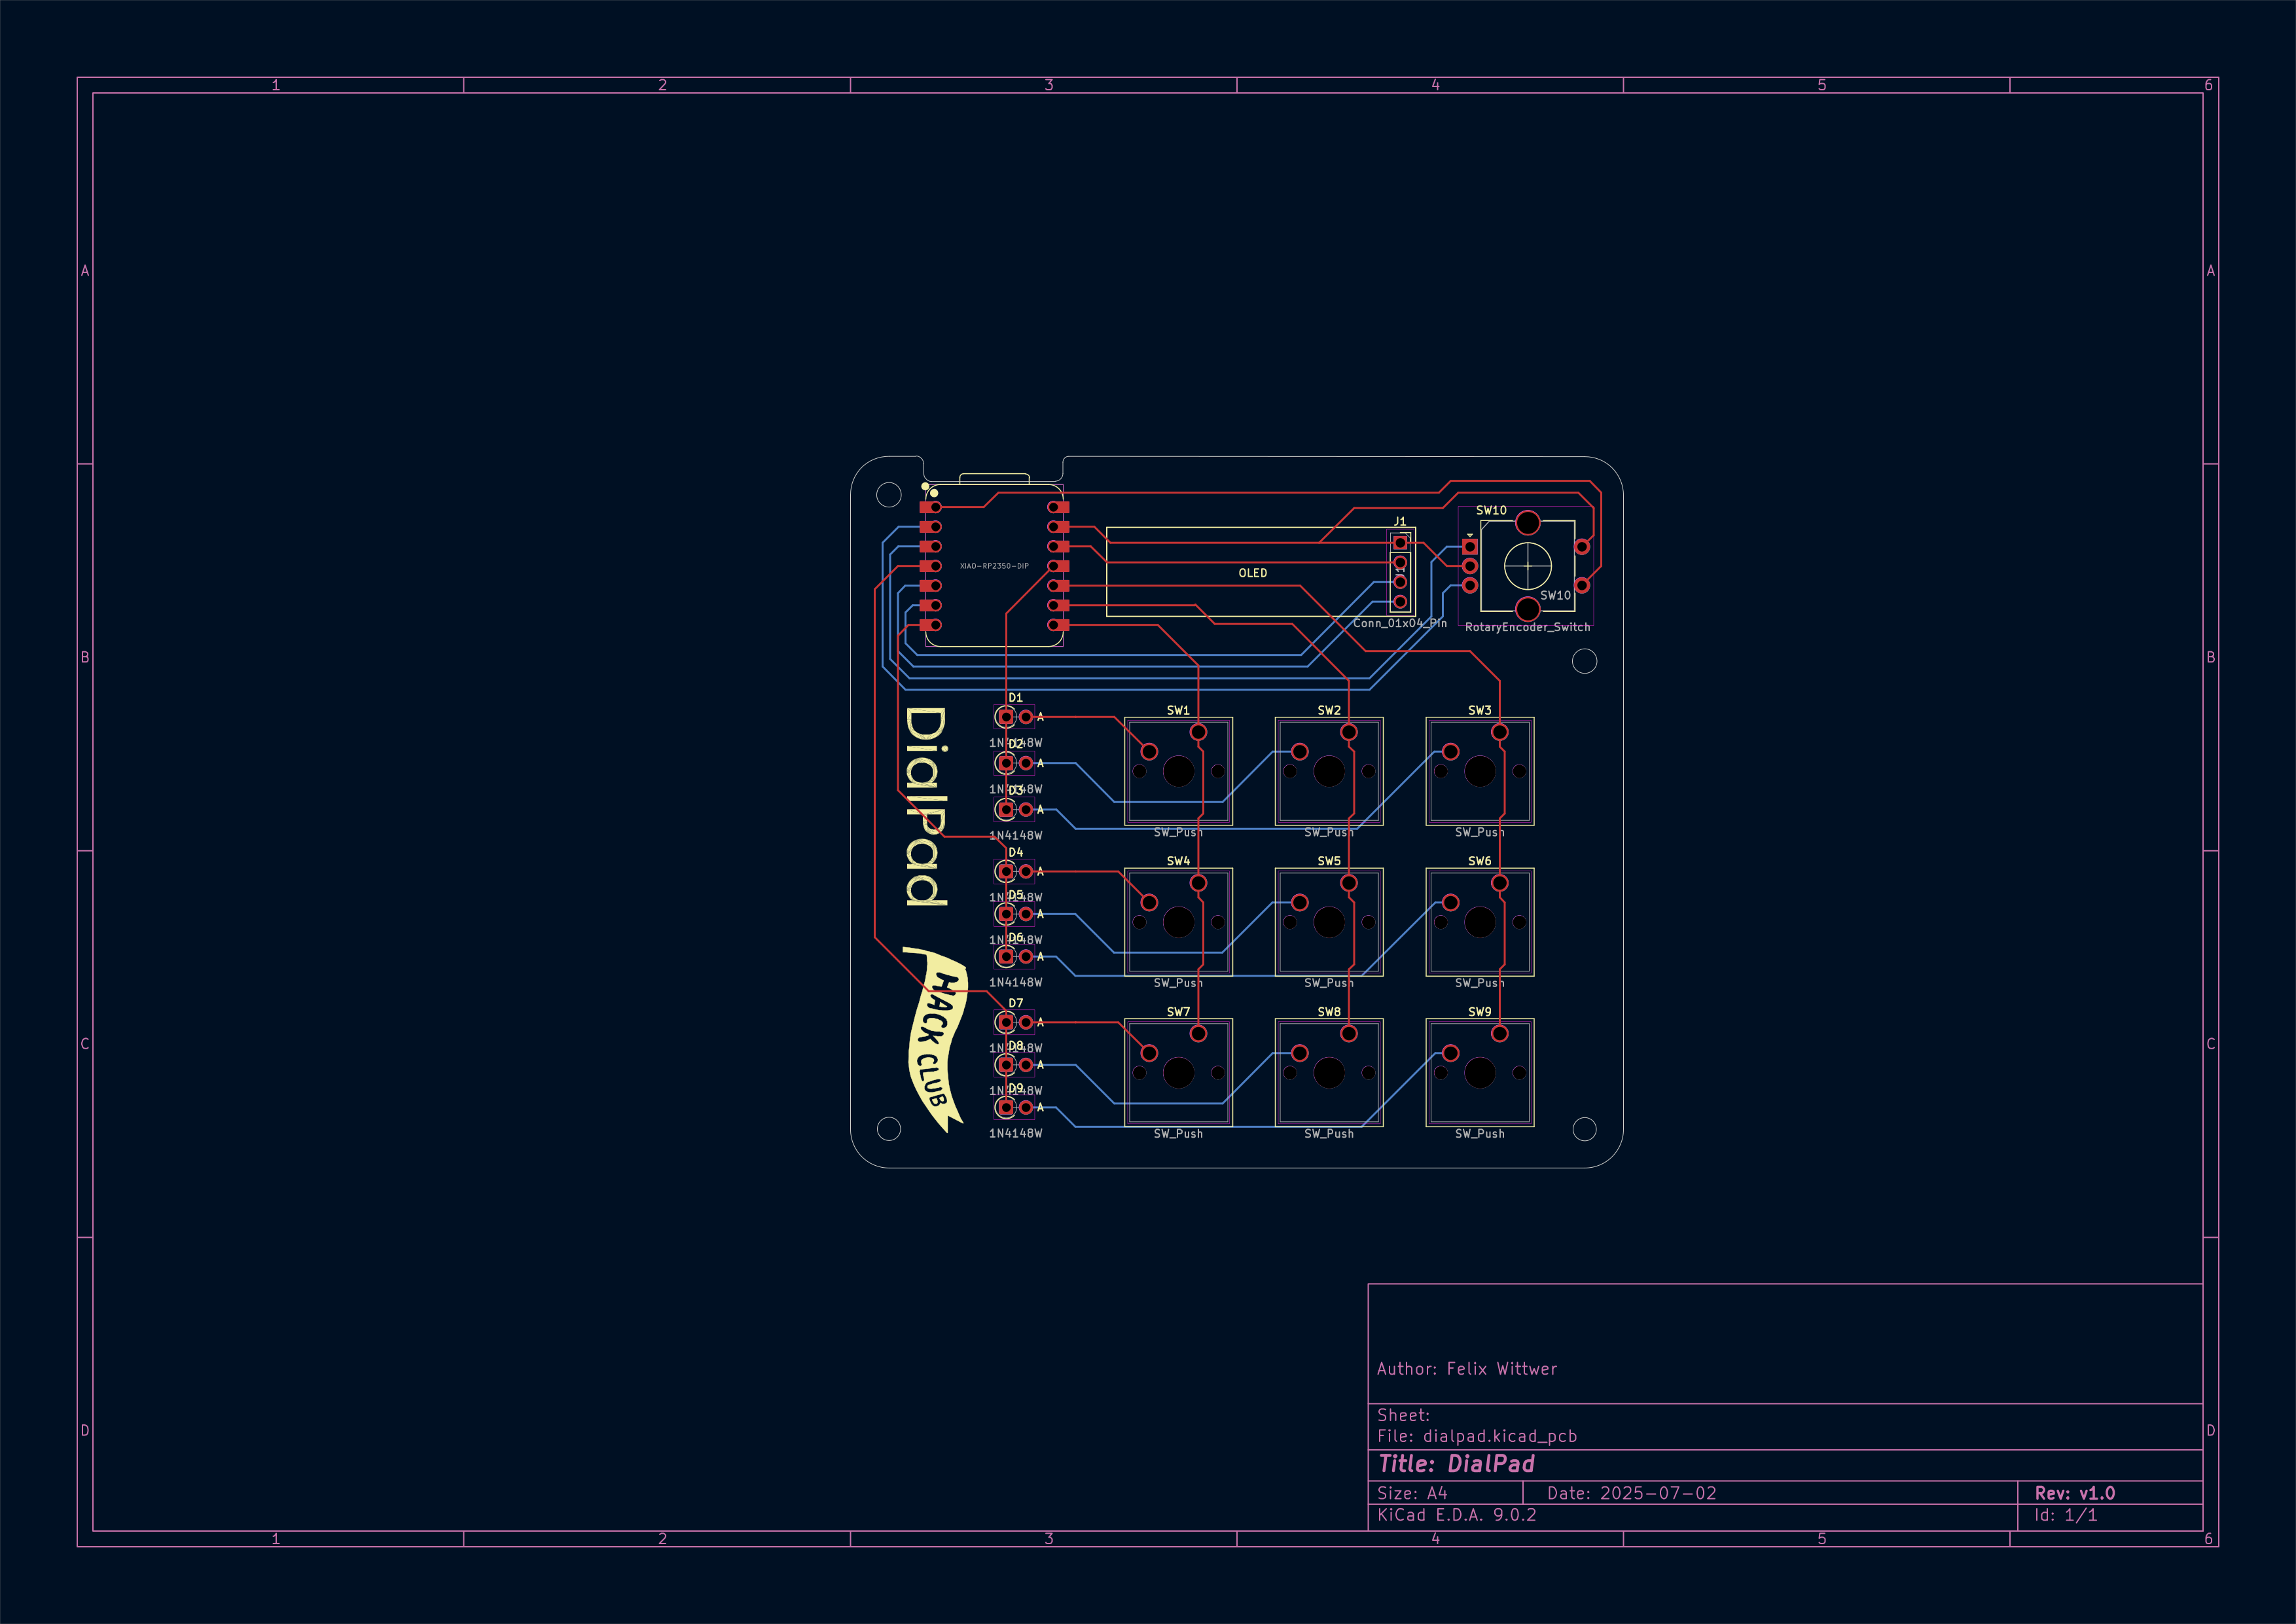 1 2 3 4 5 6
A A
SW10
J1
XIAO-RP2350-DIP
OLED
J1
SW10
Conn_01x04_Pin
RotaryEncoder_Switch
B B
D1
A
SW1 SW2 SW3
1N4148W
D2
A
1N4148W
D3
A
1N4148W
SW_Push SW_Push SW_Push
DialPad
D4
A
SW4 SW5 SW6
1N4148W
D5
A
1N4148W
D6
A
1N4148W
SW_Push SW_Push SW_Push
HACK CLUB
D7
A
SW7 SW8 SW9
1N4148W
D8
A
1N4148W
D9
A
1N4148W
SW_Push SW_Push SW_Push
C C
Author: Felix Wittwer
Sheet:
File: dialpad.kicad_pcb
D D
Title: DialPad
Size: A4 Date: 2025-07-02 Rev: v1.0
KiCad E.D.A. 9.0.2 Id: 1/1
1 2 3 4 5 6